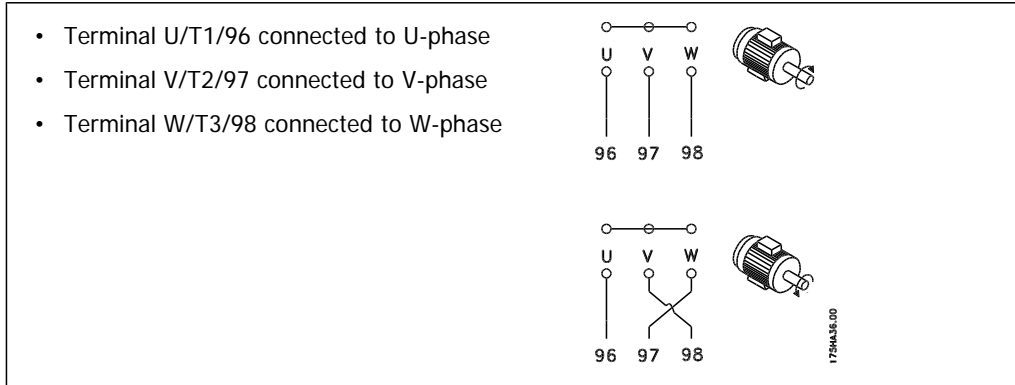 • Terminal U/T1/96 connected to U-phase
• Terminal V/T2/97 connected to V-phase
• Terminal W/T3/98 connected to W-phase
U V W
96 97 98
U V W
96 97 98
175HA36.00